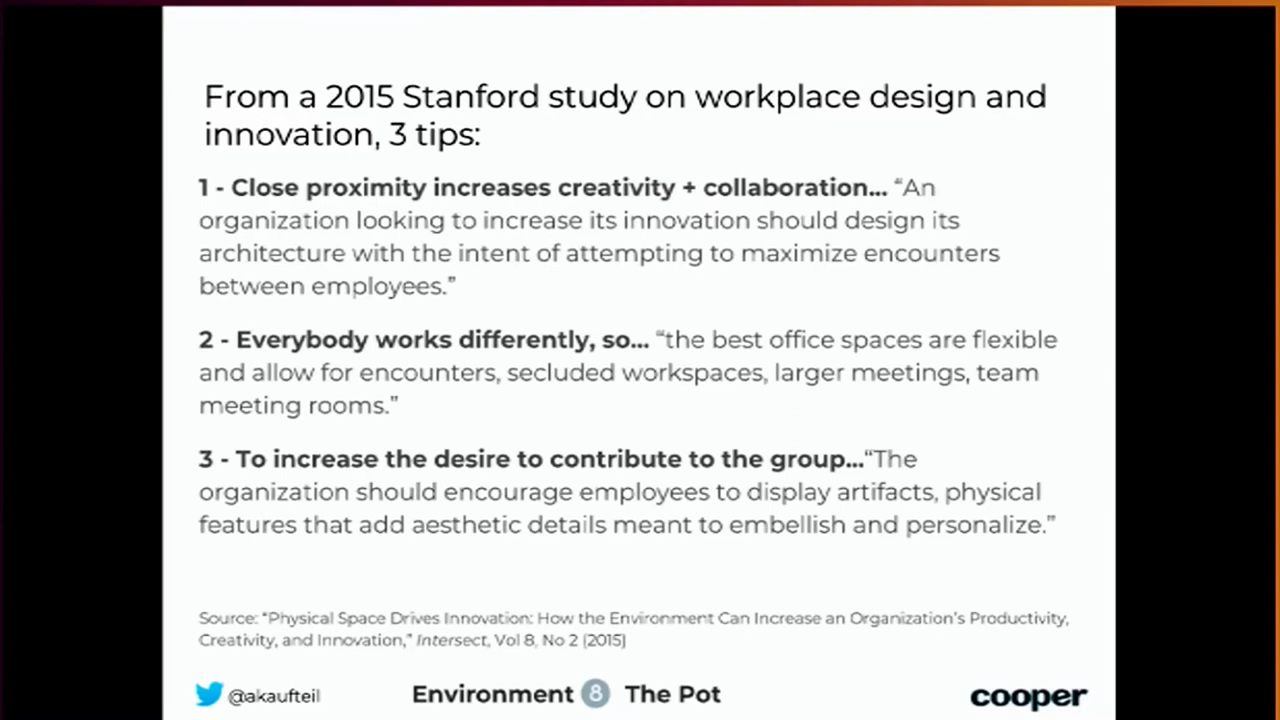 From a 2015 Stanford study on workplace design and
innovation, 3 tips:
1 - Close proximity increases creativity + collaboration... “An
organization looking to increase its innovation should design its
architecture with the intent of attempting to maximize encounters
between employees.”
2 - Everybody works differently, so... “the best office spaces are flexible
and allow for encounters, secluded workspaces, larger meetings, team
meeting rooms.”
3 - To increase the desire to contribute to the group...“The
organization should encourage employees to display artifacts, physical
features that add aesthetic details meant to embellish and personalize.”
Source: “Physical Space Drives Innovation: How the Environment Can Increase an Organization’s Productivity,
Creativity, and Innovation,” Intersect, Vol 8, No 2 (2015)
@akaufteil Environment 8 The Pot cooper